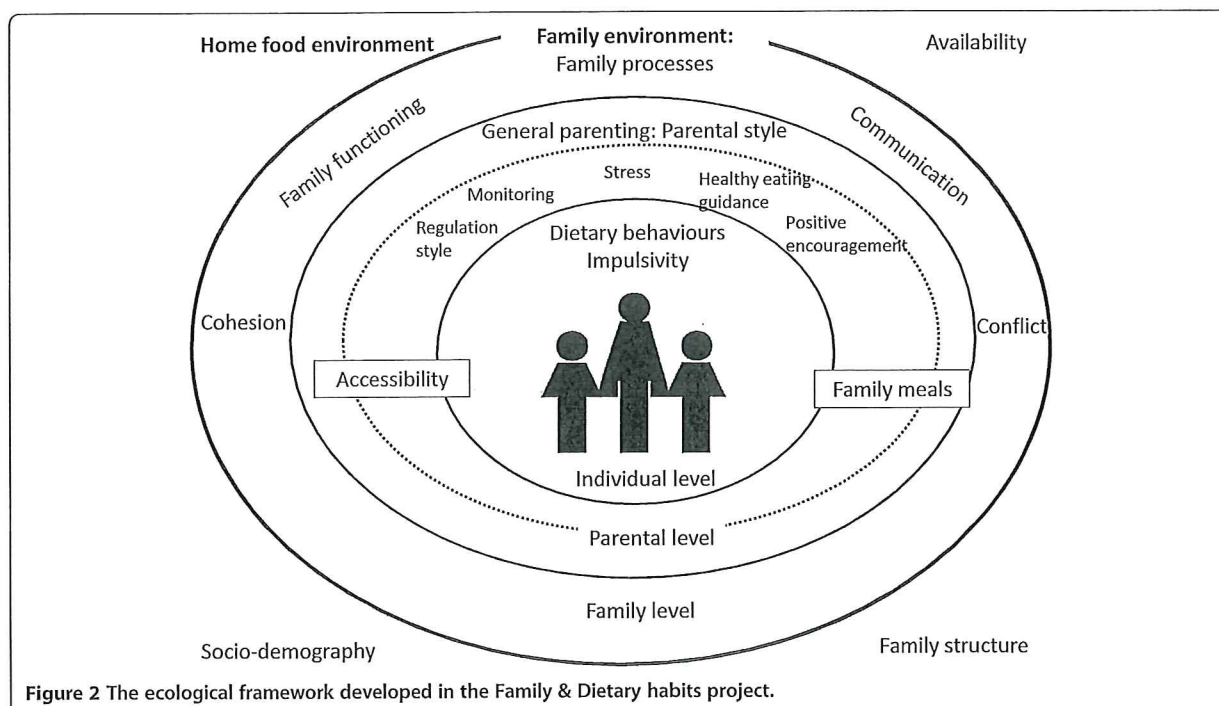 Home food environment
Family environment:
Availability
Family processes
Family functioning
Communication
General parenting: Parental style
Stress
Healthy eating
guidance
Monitoring
Regulation
style
Positive
encouragement
Dietary behaviours
Impulsivity
Cohesion
Conflict
Accessibility
Family meals
Individual level
Parental level
Family level
Socio-demography
Family structure
Figure 2 The ecological framework developed in the Family & Dietary habits project.